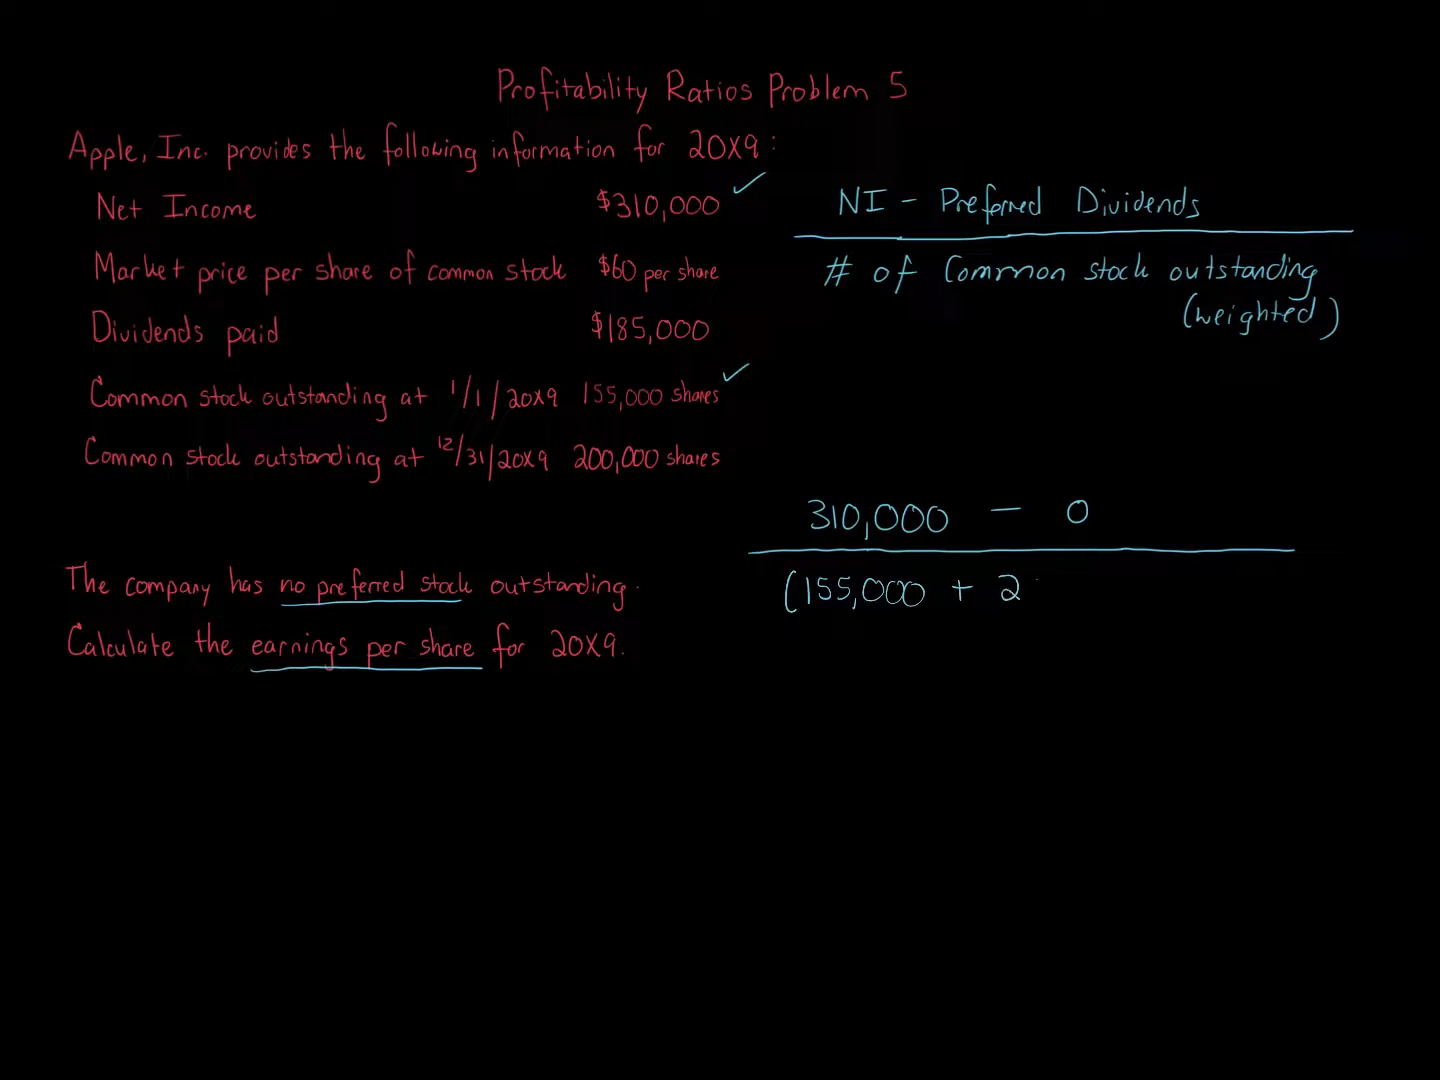 Profitability Ratios Problem 5
Apple, Inc. provides the following information for 20X9:
Net Income $310,000 ✓
Market price per share of common stock $60 per share
Dividends paid $185,000
Common stock outstanding at 1/1/20X9 155,000 shares ✓
Common stock outstanding at 12/31/20X9 200,000 shares
The company has no preferred stock outstanding.
Calculate the earnings per share for 20X9.
NI - Preferred Dividends
# of Common stock outstanding
(weighted)
310,000 - 0
(155,000 + 2